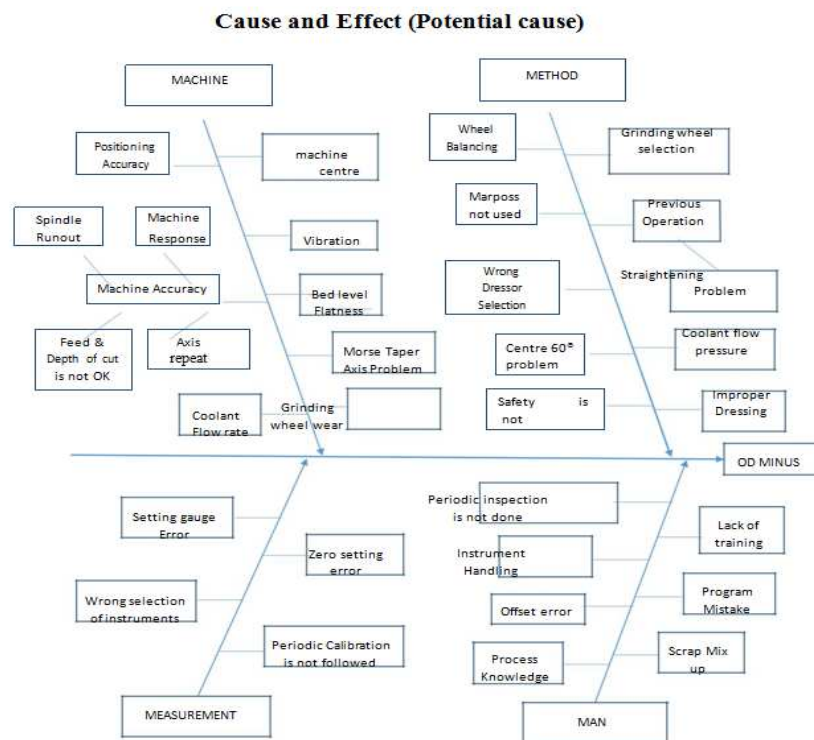 Cause and Effect (Potential cause)
MACHINE
METHOD
Positioning
Accuracy
machine
centre
Wheel
Balancing
Grinding wheel
selection
Spindle
Runout
Machine
Response
Vibration
Marposs
not used
Previous
Operation
Machine Accuracy
Bed level
Flatness
Wrong
Dressor
Selection
Straightening
Problem
Feed &
Depth of cut
is not OK
Axis
repeat
Morse Taper
Axis Problem
Centre 60°
problem
Coolant flow
pressure
Coolant
Flow rate
Grinding
wheel wear
Safety is
not
Improper
Dressing
OD MINUS
Setting gauge
Error
Zero setting
error
Periodic inspection
is not done
Lack of
training
Instrument
Handling
Wrong selection
of instruments
Offset error
Program
Mistake
Periodic Calibration
is not followed
Process
Knowledge
Scrap Mix
up
MEASUREMENT
MAN